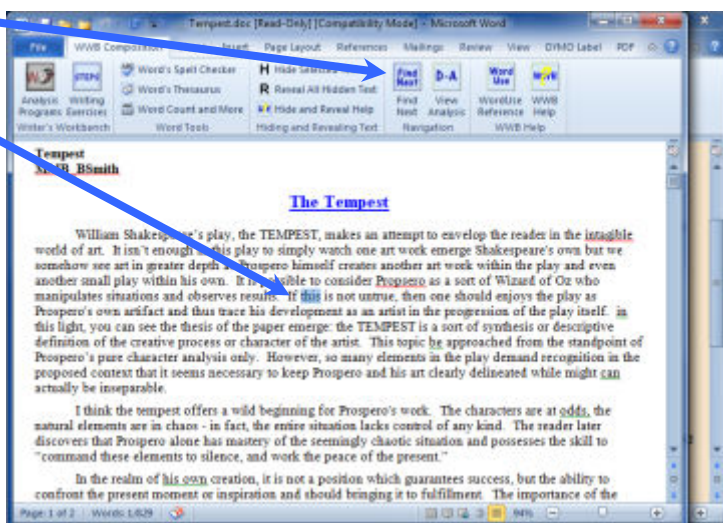 Tempest.doc [Read-Only] [Compatibility Mode] - Microsoft Word
File WWB Composition Insert Page Layout References Mailings Review View DYMO Label PDF
W Word's Spell Checker H Hide Selected Find Next D-A Word Use WWB
STEPS Word's Thesaurus R Reveal All Hidden Text
Analysis Programs Writing Exercises Word Count and More H/R Hide and Reveal Help Find Next View Analysis WordUse Reference WWB Help
Writer's Workbench Word Tools Hiding and Revealing Text Navigation WWB Help
Tempest
BSmith
The Tempest
William Shakespeare's play, the TEMPEST, makes an attempt to envelop the reader in the intagible
world of art. It isn't enough in this play to simply watch one art work emerge Shakespeare's own but we
somehow see art in greater depth as Prospero himself creates another art work within the play and even
another small play within his own. It is possible to consider Propsero as a sort of Wizard of Oz who
manipulates situations and observes results. If this is not untrue, then one should enjoys the play as
Prospero's own artifact and thus trace his development as an artist in the progression of the play itself. in
this light, you can see the thesis of the paper emerge: the TEMPEST is a sort of synthesis or descriptive
definition of the creative process or character of the artist. This topic be approached from the standpoint of
Prospero's pure character analysis only. However, so many elements in the play demand recognition in the
proposed context that it seems necessary to keep Prospero and his art clearly delineated while might can
actually be inseparable.
I think the tempest offers a wild beginning for Prospero's work. The characters are at odds, the
natural elements are in chaos - in fact, the entire situation lacks control of any kind. The reader later
discovers that Prospero alone has mastery of the seemingly chaotic situation and possesses the skill to
"command these elements to silence, and work the peace of the present."
In the realm of his own creation, it is not a position which guarantees success, but the ability to
confront the present moment or inspiration and should bringing it to fulfillment. The importance of the
Page: 1 of 2 Words: 1,829 94%